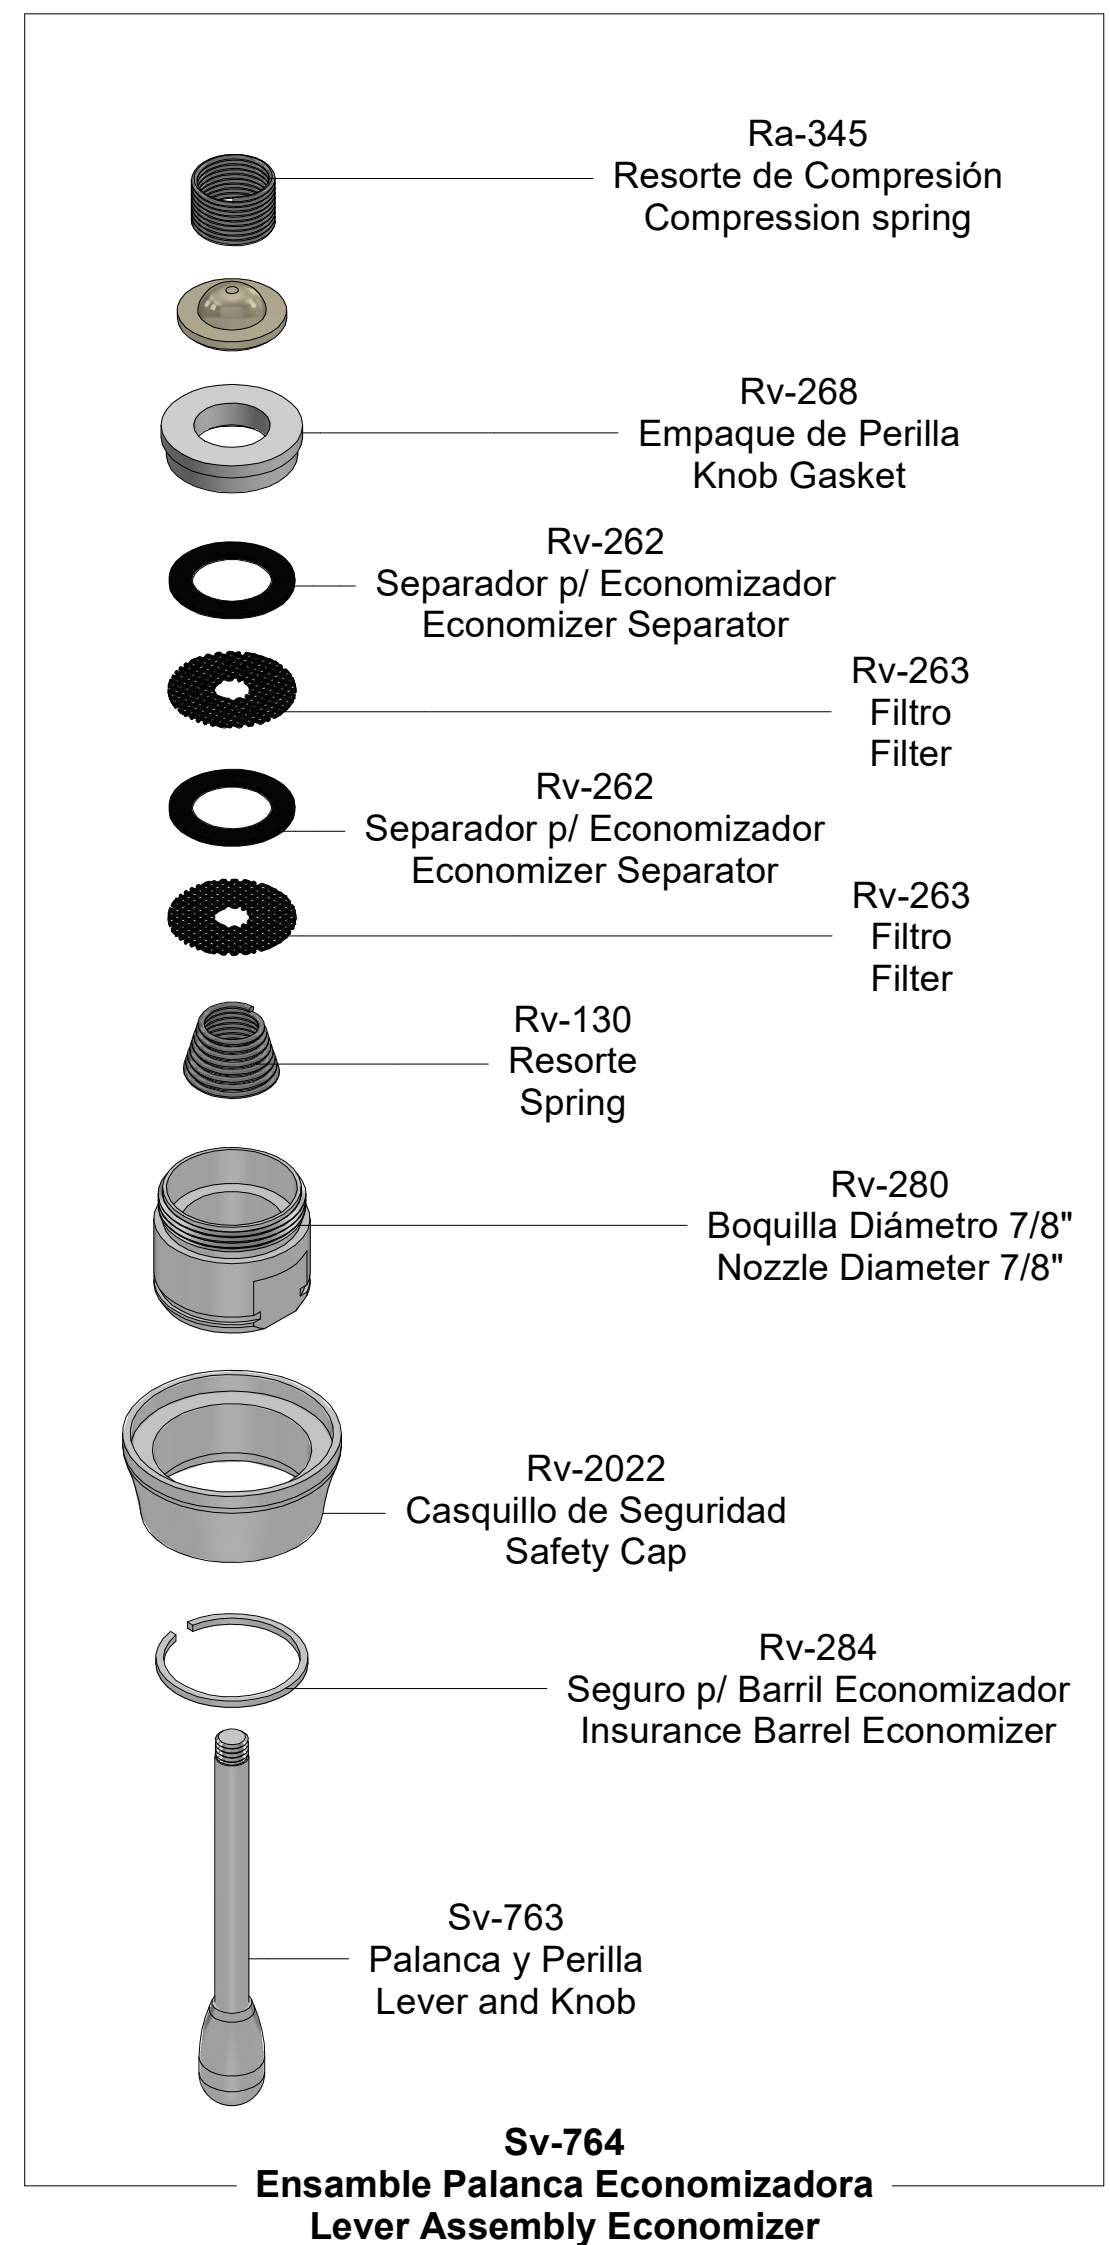 Ra-345
Resorte de Compresión
Compression spring
Rv-268
Empaque de Perilla
Knob Gasket
Rv-262
Separador p/ Economizador
Economizer Separator
Rv-263
Filtro
Filter
Rv-262
Separador p/ Economizador
Economizer Separator
Rv-263
Filtro
Filter
Rv-130
Resorte
Spring
Rv-280
Boquilla Diámetro 7/8"
Nozzle Diameter 7/8"
Rv-2022
Casquillo de Seguridad
Safety Cap
Rv-284
Seguro p/ Barril Economizador
Insurance Barrel Economizer
Sv-763
Palanca y Perilla
Lever and Knob
Sv-764
Ensamble Palanca Economizadora
Lever Assembly Economizer